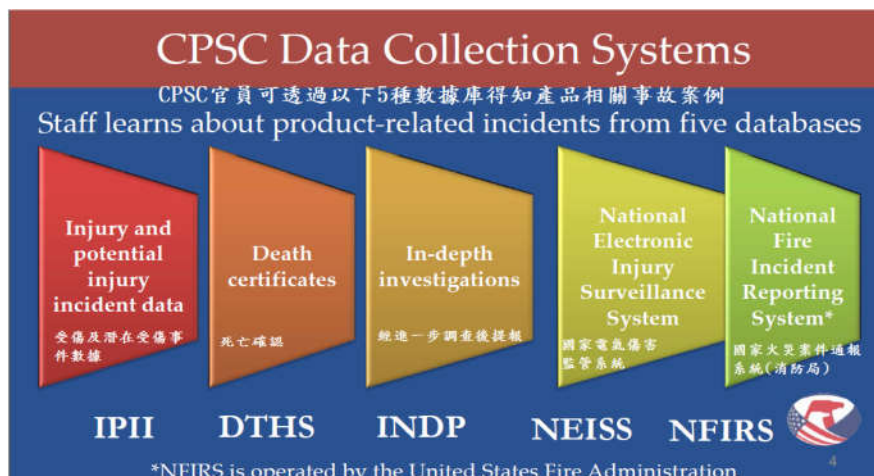 CPSC Data Collection Systems
CPSC官員可透過以下5種數據庫得知產品相關事故案例
Staff learns about product-related incidents from five databases
Injury and
potential
injury
incident data
受傷及潛在受傷事
件數據
Death
certificates
死亡確認
In-depth
investigations
經進一步調查後提報
National
Electronic
Injury
Surveillance
System
國家電氣傷害
監管系統
National
Fire
Incident
Reporting
System*
國家火災案件通報
系統(消防局)
IPII
DTHS
INDP
NEISS
NFIRS
4
*NFIRS is operated by the United States Fire Administration